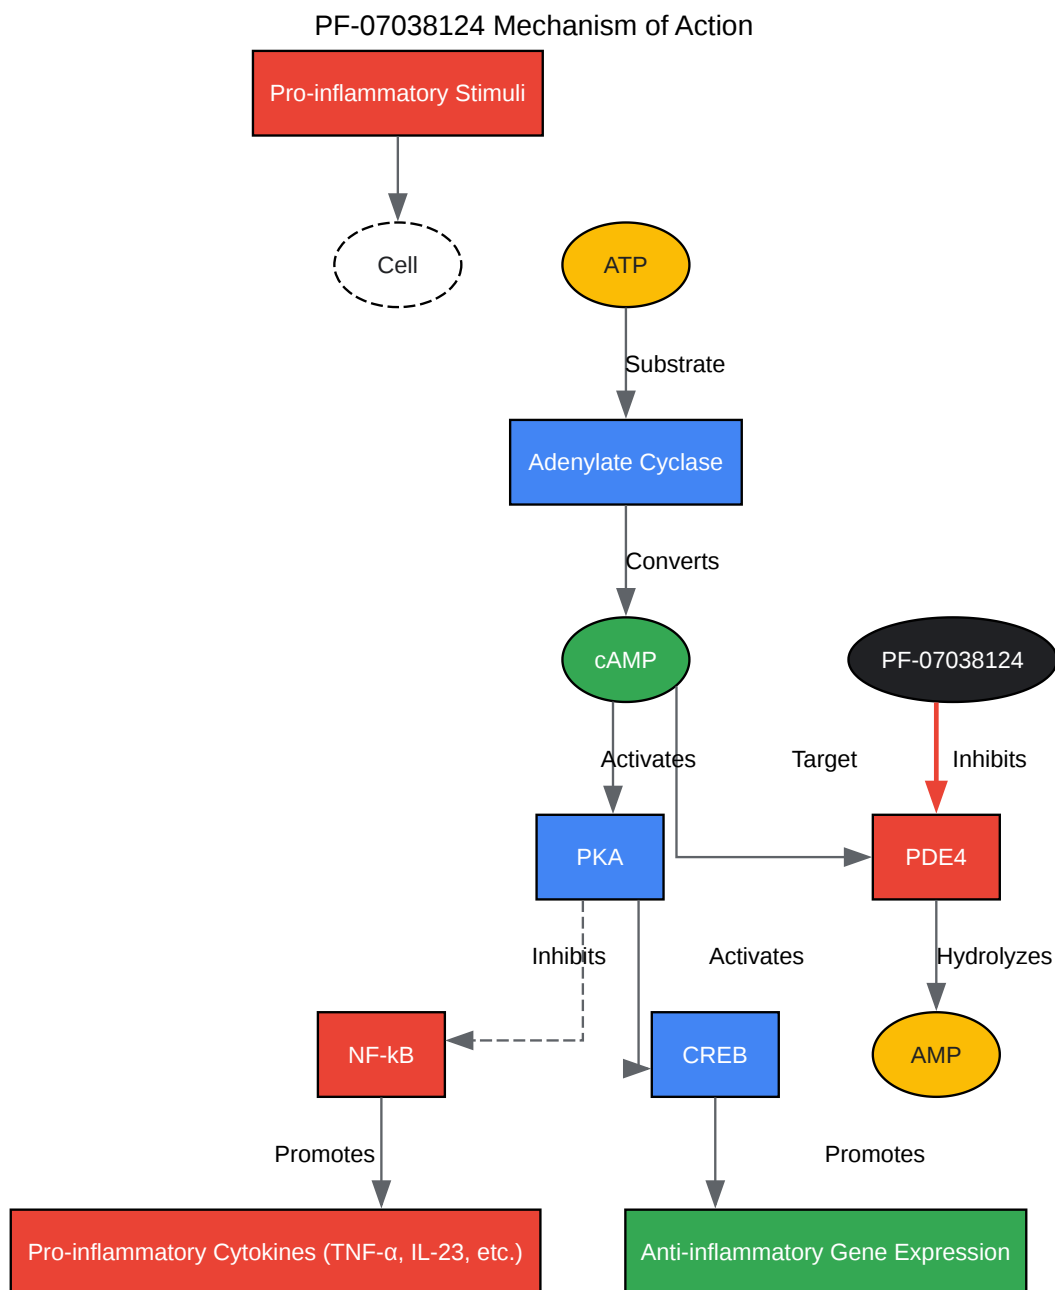 PF-07038124 Mechanism of Action
Pro-inflammatory Stimuli
Cell
ATP
Substrate
Adenylate Cyclase
Converts
cAMP
PF-07038124
Activates
Target
Inhibits
PKA
PDE4
Inhibits
Activates
Hydrolyzes
NF-kB
CREB
AMP
Promotes
Promotes
Pro-inflammatory Cytokines (TNF-α, IL-23, etc.)
Anti-inflammatory Gene Expression